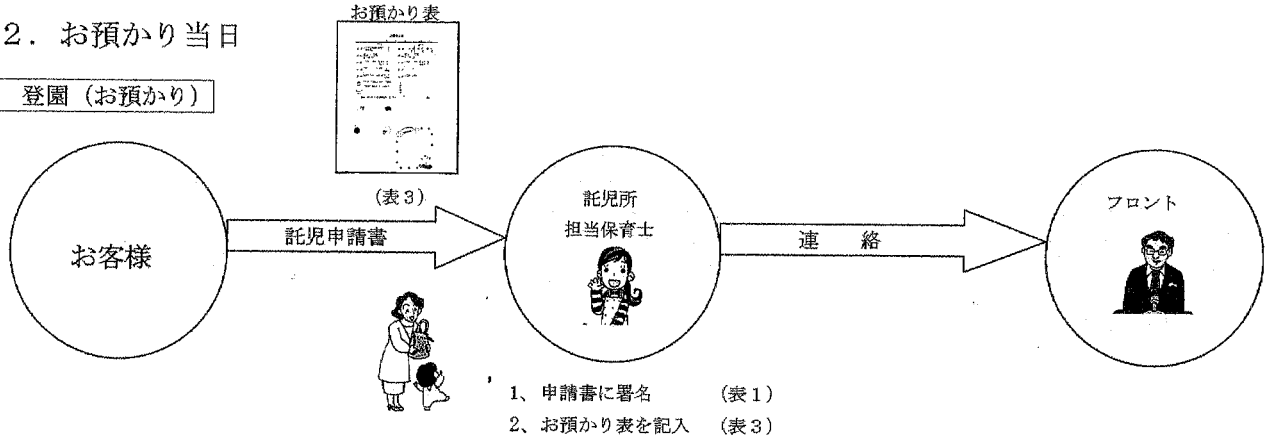 お預かり表
2．お預かり当日
登園（お預かり）
（表3）
託児申請書
お客様
託児所
担当保育士
連　絡
フロント
1、申請書に署名　　（表1）
2、お預かり表を記入　（表3）